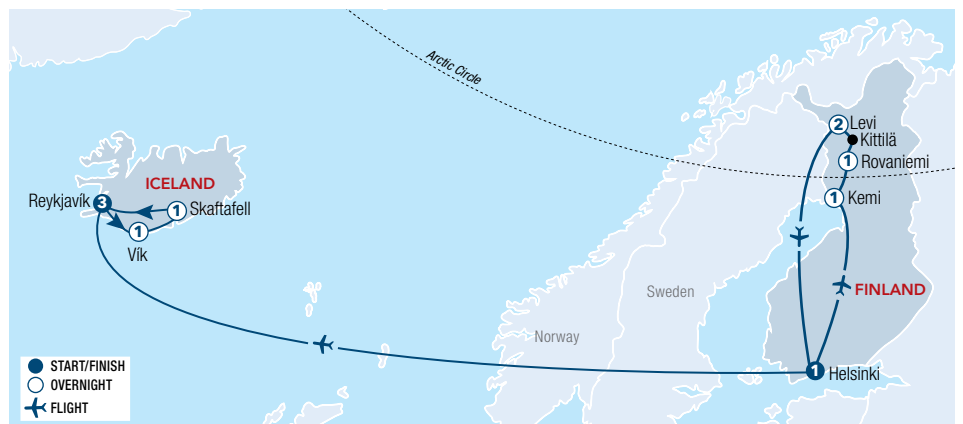 Arctic Circle
2
Levi
Kittilä
1
Rovaniemi
ICELAND
1
Kemi
Reykjavík
3
1
Skaftafell
1
Vík
FINLAND
Sweden
Norway
1
Helsinki
START/FINISH
OVERNIGHT
FLIGHT